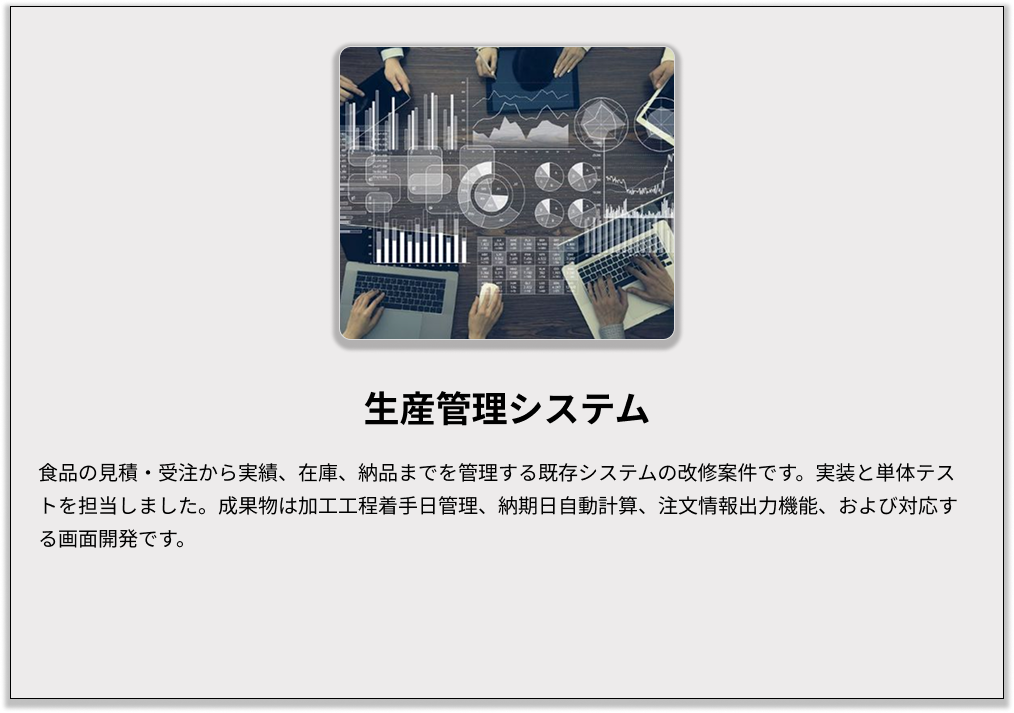 生産管理システム
食品の見積・受注から実績、在庫、納品までを管理する既存システムの改修案件です。実装と単体テス
トを担当しました。成果物は加工工程着手日管理、納期日自動計算、注文情報出力機能、および対応す
る画面開発です。